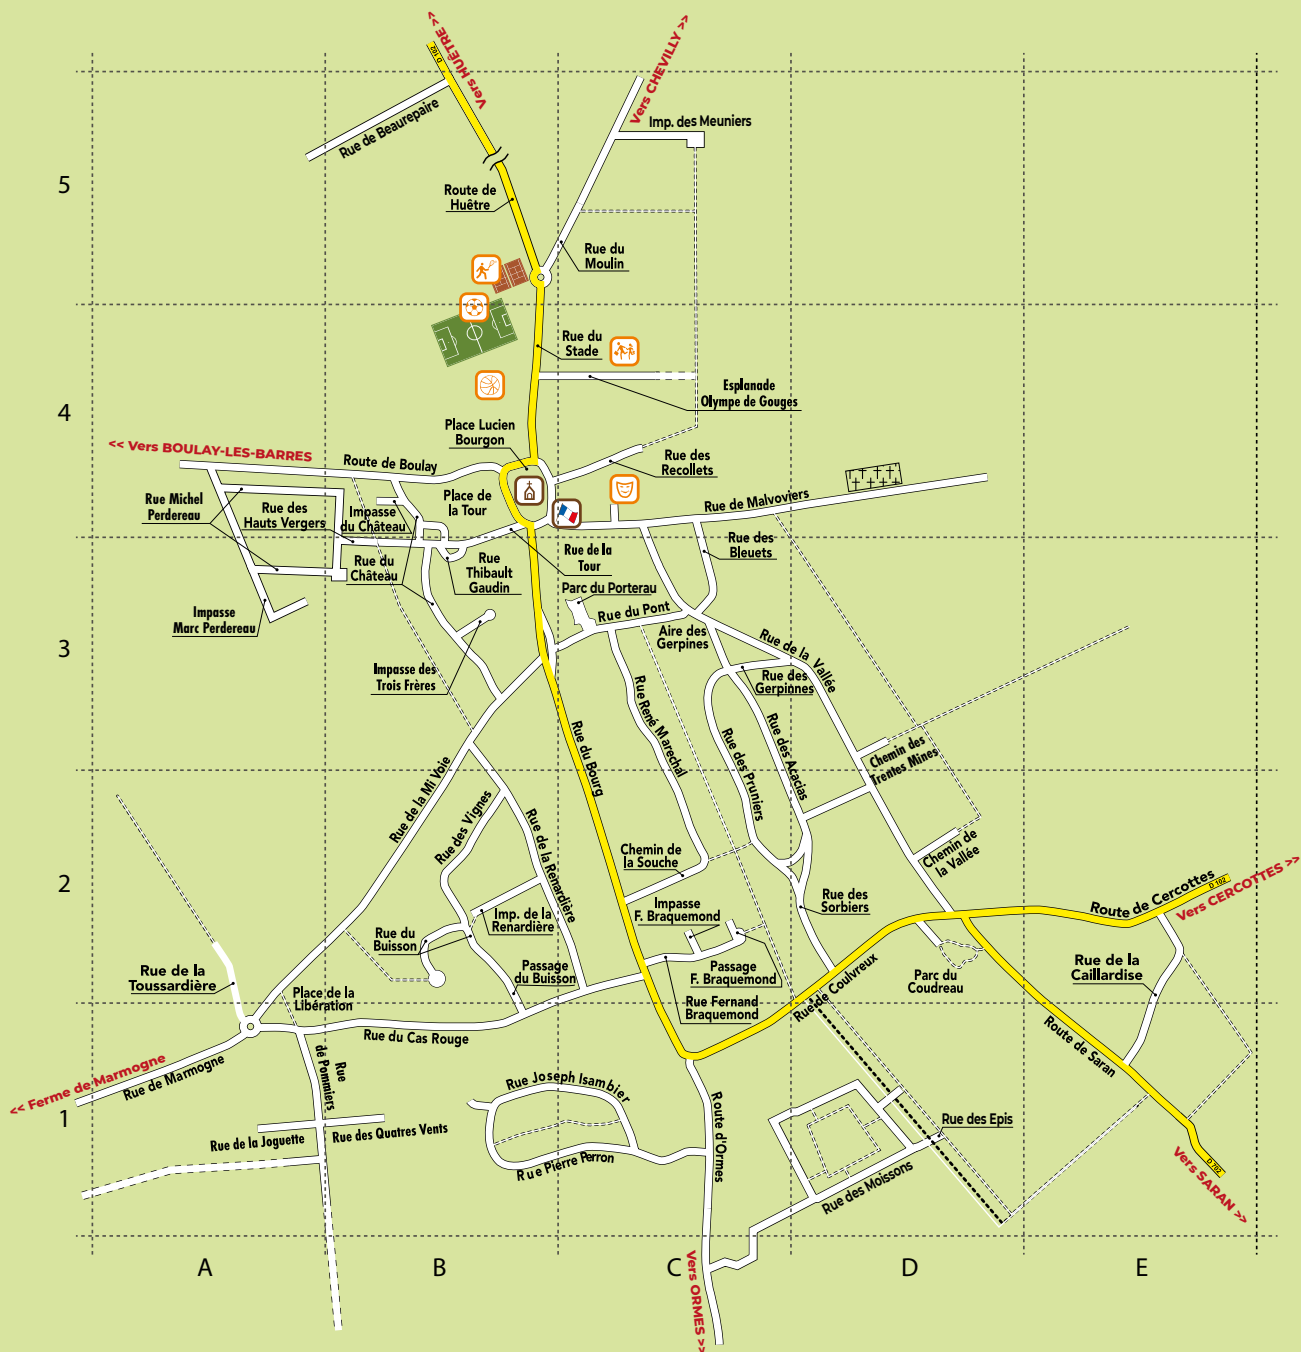 << Vers HUÊTRE >>
D 102
Vers CHEVILLY >>
Imp. des Meuniers
Rue de Beaurepaire
5
Route de
Huêtre
Rue du
Moulin
Rue du
Stade
Esplanade
Olympe de Gouges
4
Place Lucien
Bourgon
<< Vers BOULAY-LES-BARRES
Route de Boulay
Rue des
Recollets
Rue Michel
Perdereau
Rue des
Hauts Vergers
Impasse
du Château
Place de
la Tour
Rue de Malvoviers
Rue des
Bleuets
Rue du
Château
Rue
Thibault
Gaudin
Rue de la
Tour
Parc du Porterau
Rue du Pont
Impasse
Marc Perdereau
Aire des
Gerpines
Rue de la Vallée
3
Impasse des
Trois Frères
Rue des
Gerpinnes
Rue René Marechal
Rue du Bourg
Rue des Pruniers
Rue des Acacias
Chemin des
Trentes Mines
Rue de la Mi Voie
Rue des Vignes
Rue de la Renardière
Chemin de
la Souche
Chemin de
la Vallée
2
Impasse
F. Braquemond
Rue des
Sorbiers
Route de Cercottes
D 102
Vers CERCOTTES >>
Imp. de la
Renardière
Rue du
Buisson
Rue de la
Toussardière
Passage
du Buisson
Passage
F. Braquemond
Parc du
Coudreau
Rue de la
Caillardise
Place de la
Libération
Rue Fernand
Braquemond
Rue de Coulvreux
Rue du Cas Rouge
Route de Saran
<< Ferme de Marmogne
Rue de Marmogne
Rue
de Pommiers
Rue Joseph Isambier
Route d'Ormes
1
Rue des Epis
Rue de la Joguette
Rue des Quatres Vents
Rue Pierre Perron
Rue des Moissons
D 702
Vers SARAN >>
Vers ORMES >>
A
B
C
D
E